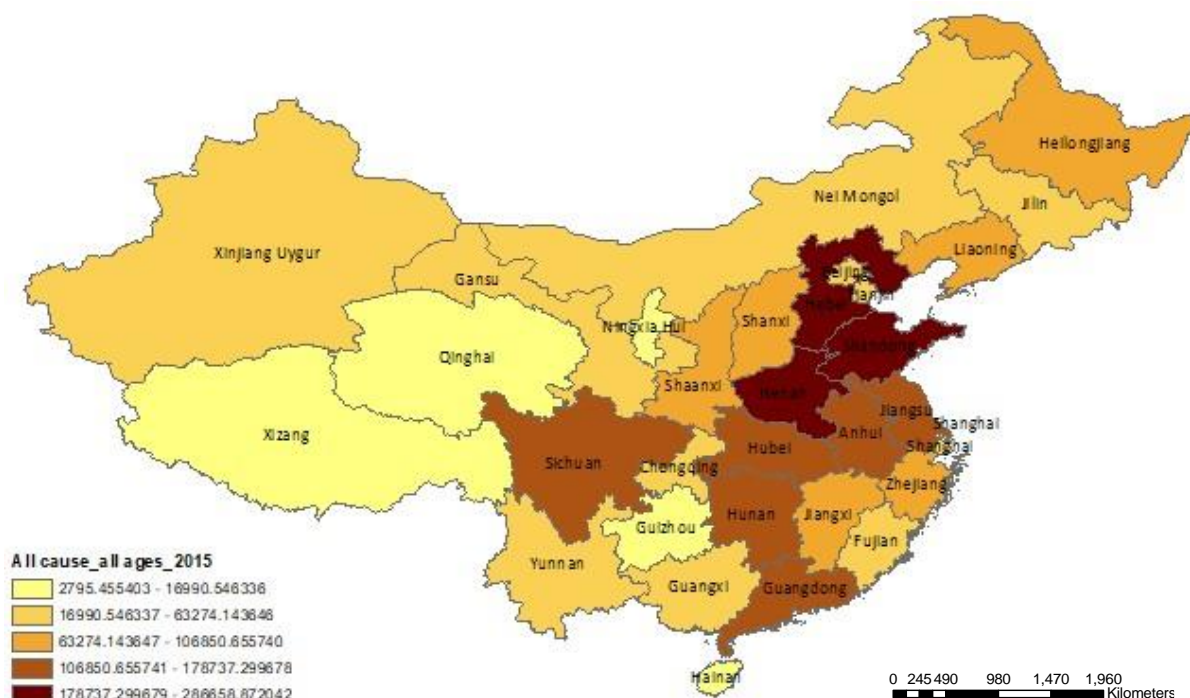 Heilongjiang
Nei Mongol
Jilin
Xinjiang Uygur
Liaoning
Gansu
Beijing
Tianjin
Hebei
Ningxia Hui
Shanxi
Qinghai
Shandong
Shaanxi
Henan
Xizang
Jiangsu
Shanghai
Anhui
Hubei
Shanghai
Sichuan
Chongqing
Zhejiang
Hunan
Jiangxi
Guizhou
Fujian
Yunnan
Guangxi
Guangdong
Hainan
All cause_all ages_2015
2795.455403 - 16990.546336
16990.546337 - 63274.143646
63274.143647 - 106850.655740
106850.655741 - 178737.299678
178737.299679 - 286658.872042
0 245 490 980 1,470 1,960
Kilometers